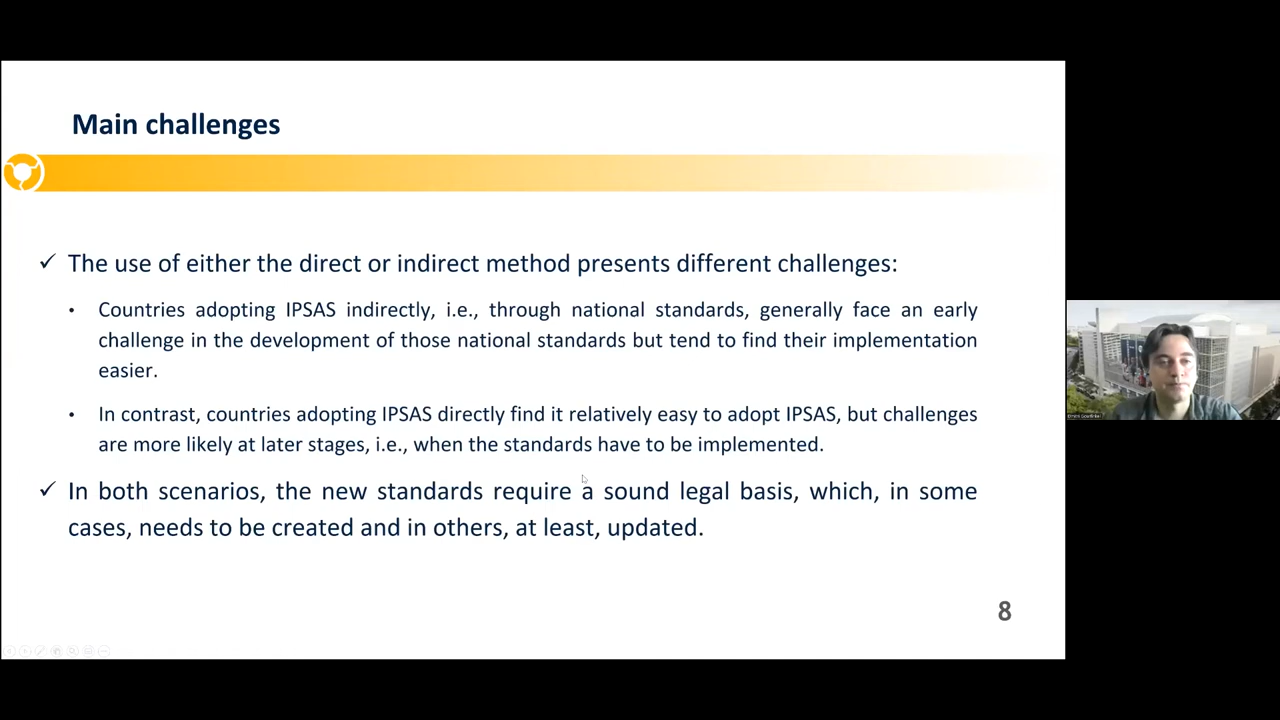 Main challenges
✓ The use of either the direct or indirect method presents different challenges:
• Countries adopting IPSAS indirectly, i.e., through national standards, generally face an early
challenge in the development of those national standards but tend to find their implementation
easier.
• In contrast, countries adopting IPSAS directly find it relatively easy to adopt IPSAS, but challenges
are more likely at later stages, i.e., when the standards have to be implemented.
✓ In both scenarios, the new standards require a sound legal basis, which, in some
cases, needs to be created and in others, at least, updated.
8